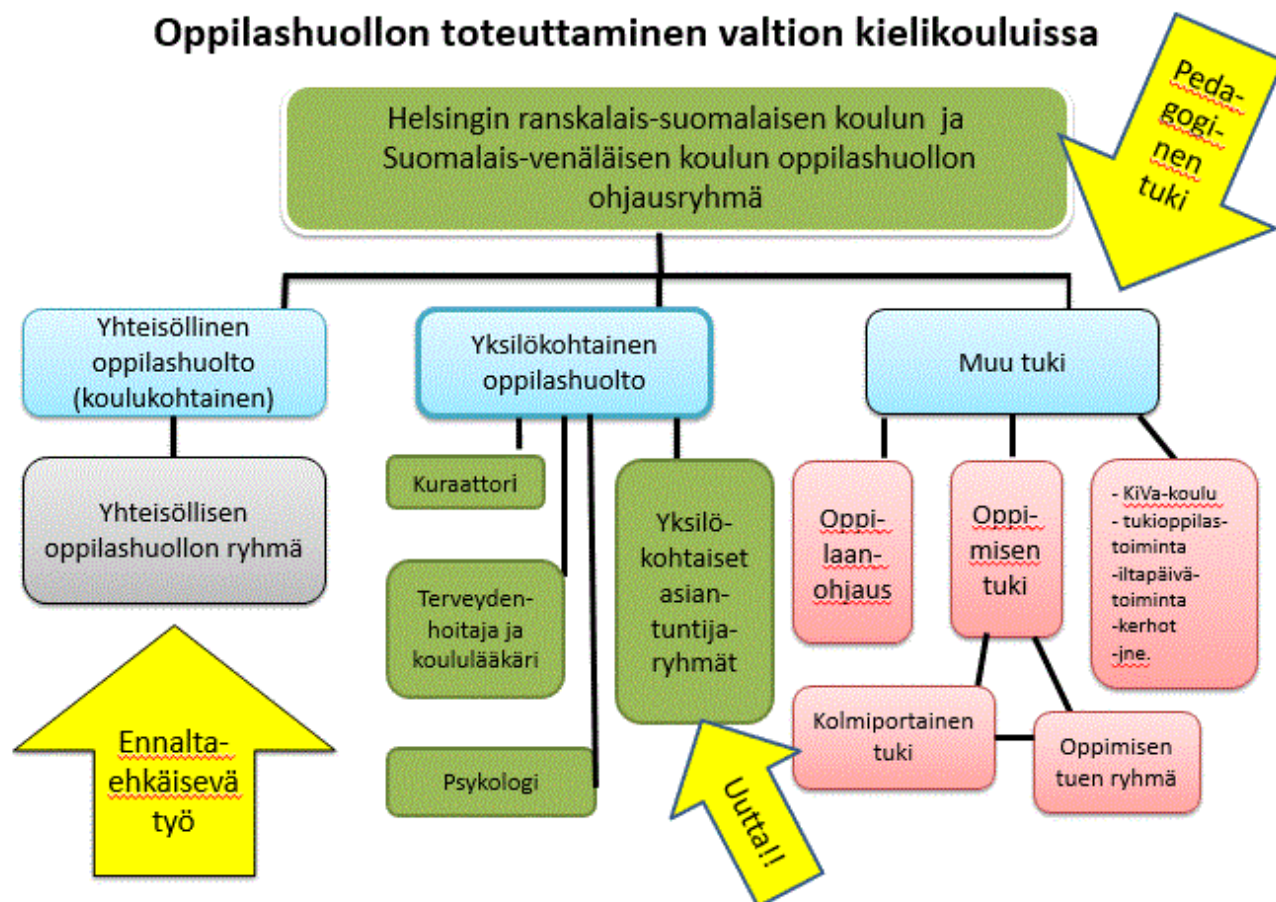 Oppilashuollon toteuttaminen valtion kielikouluissa
Peda-
gogi-
nen
tuki
Helsingin ranskalais-suomalaisen koulun ja
Suomalais-venäläisen koulun oppilashuollon
ohjausryhmä
Yhteisöllinen
oppilashuolto
(koulukohtainen)
Yksilökohtainen
oppilashuolto
Muu tuki
Yhteisöllisen
oppilashuollon ryhmä
Kuraattori
Terveyden-
hoitaja ja
koululääkäri
Psykologi
Yksilö-
kohtaiset
asian-
tuntija-
ryhmät
Oppi-
laan-
ohjaus
Oppi-
misen
tuki
- KiVa-koulu
- tukioppilas-
toiminta
-iltapäivä-
toiminta
-kerhot
-jne.
Kolmiportainen
tuki
Oppimisen
tuen ryhmä
Ennalta-
ehkäisevä
työ
Uutta!!